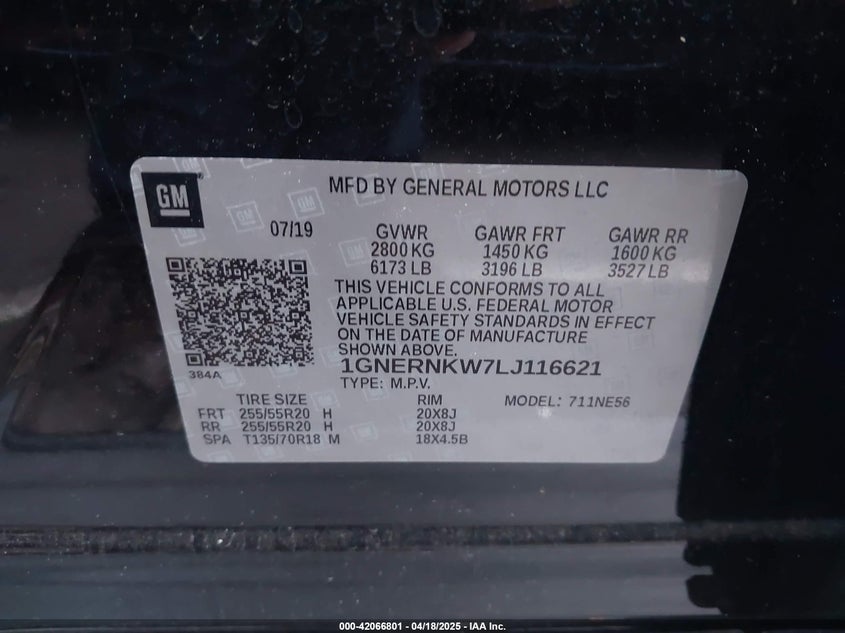 GM
MFD BY GENERAL MOTORS LLC
07/19
GVWR GAWR FRT GAWR RR
2800 KG 1450 KG 1600 KG
6173 LB 3196 LB 3527 LB
THIS VEHICLE CONFORMS TO ALL
APPLICABLE U.S. FEDERAL MOTOR
VEHICLE SAFETY STANDARDS IN EFFECT
ON THE DATE OF MANUFACTURE
SHOWN ABOVE.
384A
1GNERNKW7LJ116621
TYPE: M.P.V.
TIRE SIZE RIM MODEL: 711NE56
FRT 255/55R20 H 20X8J
RR 255/55R20 H 20X8J
SPA T135/70R18 M 18X4.5B
000-42066801 - 04/18/2025 - IAA Inc.